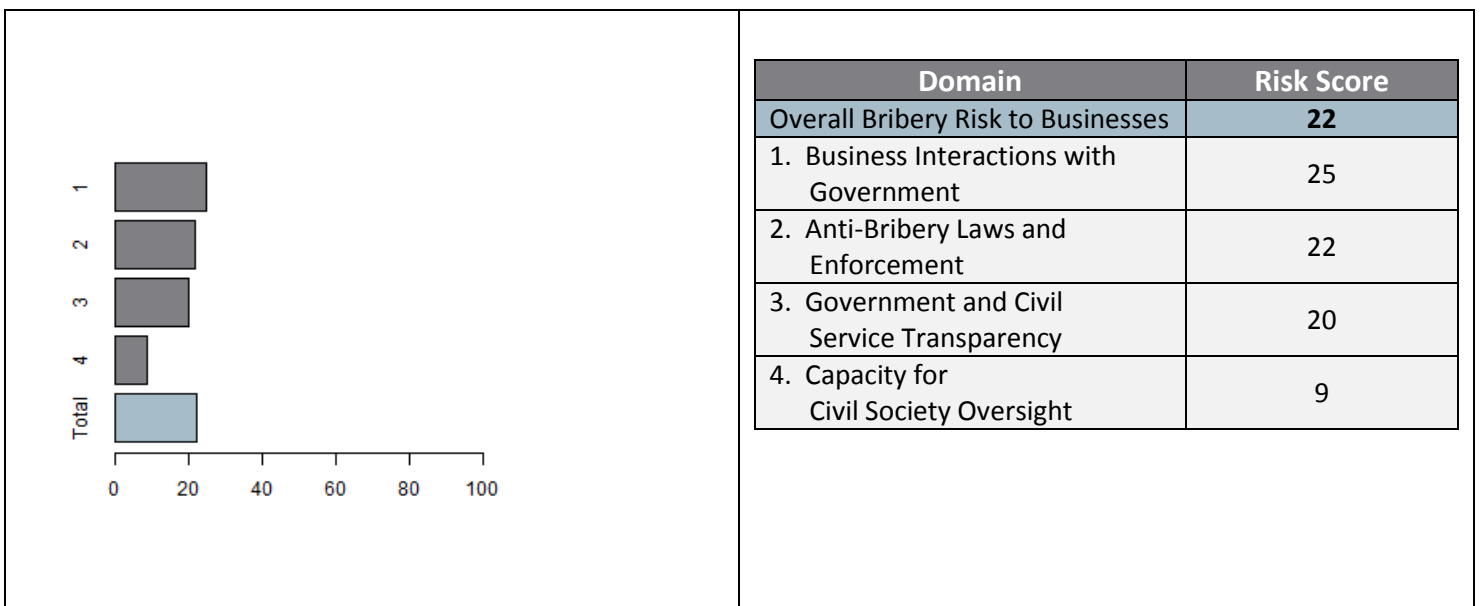 1
2
3
4
Total
0 20 40 60 80 100
Domain Risk Score
Overall Bribery Risk to Businesses 22
1. Business Interactions with
Government
25
2. Anti-Bribery Laws and
Enforcement
22
3. Government and Civil
Service Transparency
20
4. Capacity for
Civil Society Oversight
9